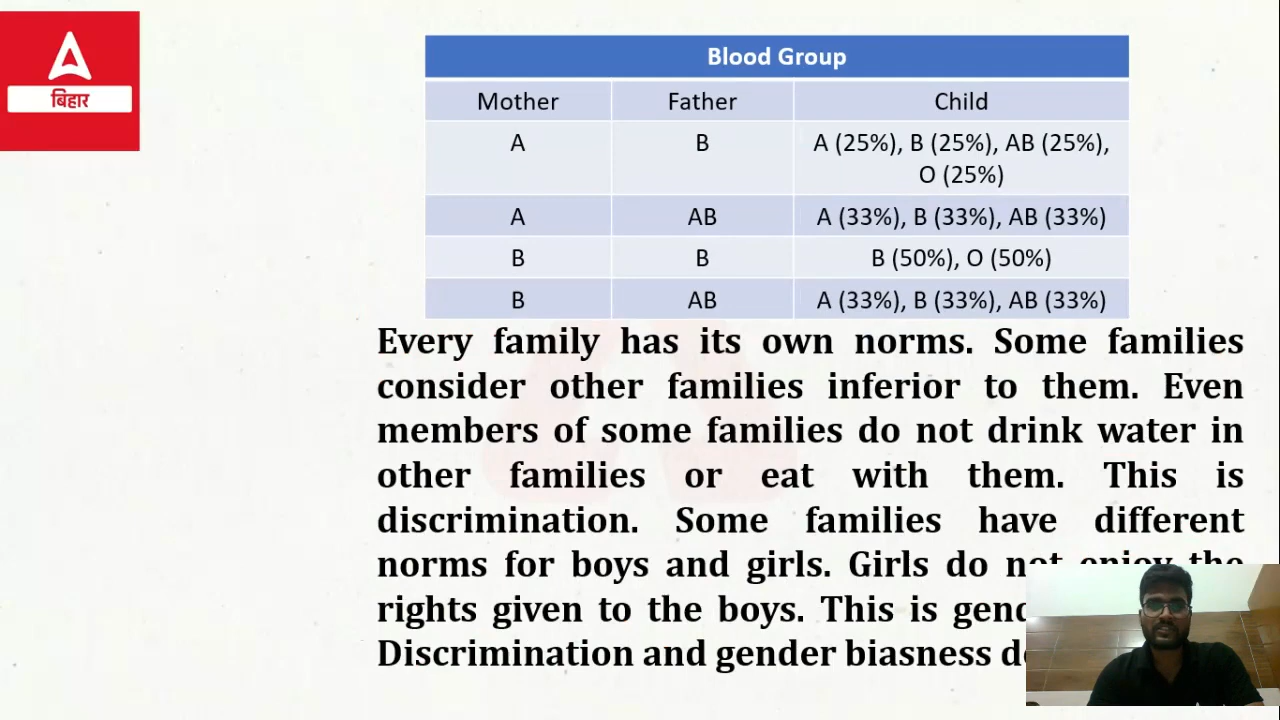 बिहार
Blood Group
Mother Father Child
A B A (25%), B (25%), AB (25%),
O (25%)
A AB A (33%), B (33%), AB (33%)
B B B (50%), O (50%)
B AB A (33%), B (33%), AB (33%)
Every family has its own norms. Some families
consider other families inferior to them. Even
members of some families do not drink water in
other families or eat with them. This is
discrimination. Some families have different
norms for boys and girls. Girls do not enjoy the
rights given to the boys. This is
Discrimination and gender biasness